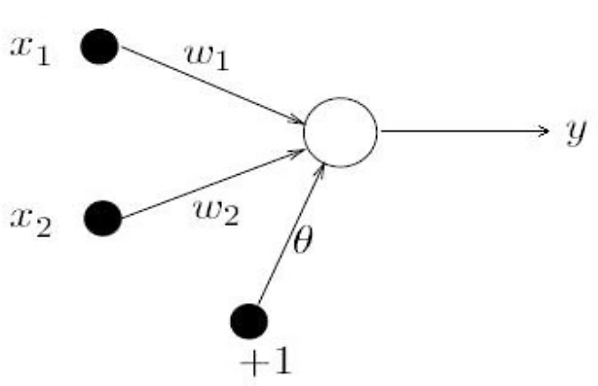 x₁
w₁
y
x₂
w₂
θ
+1